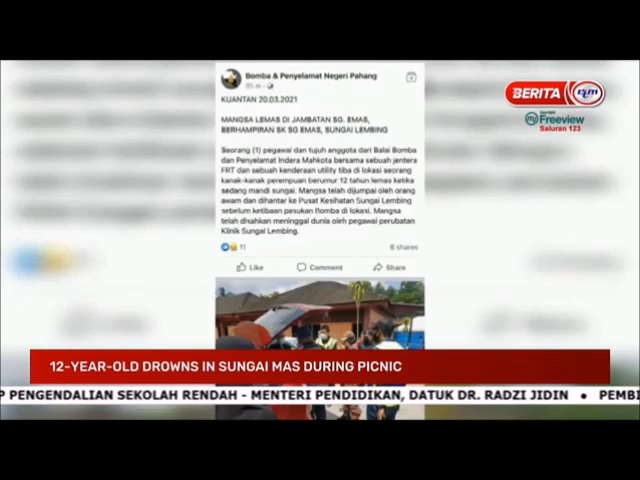 Bomba & Penyelamat Negeri Pahang
35 m
KUANTAN 20.03.2021
MANGSA LEMAS DI JAMBATAN SG. EMAS,
BERHAMPIRAN SK SG EMAS, SUNGAI LEMBING
Seorang (1) pegawai dan tujuh anggota dari Balai Bomba
dan Penyelamat Indera Mahkota bersama sebuah jentera
FRT dan sebuah kenderaan utility tiba di lokasi seorang
kanak-kanak perempuan berumur 12 tahun lemas ketika
sedang mandi sungai. Mangsa telah dijumpai oleh orang
awam dan dihantar ke Pusat Kesihatan Sungai Lembing
sebelum ketibaan pasukan Bomba di lokasi. Mangsa
telah disahkan meninggal dunia oleh pegawai perubatan
Klinik Sungai Lembing.
11
6 shares
Like Comment Share
BERITA rtm
Freeview
Saluran 123
12-YEAR-OLD DROWNS IN SUNGAI MAS DURING PICNIC
P PENGENDALIAN SEKOLAH RENDAH - MENTERI PENDIDIKAN, DATUK DR. RADZI JIDIN • PEMBI